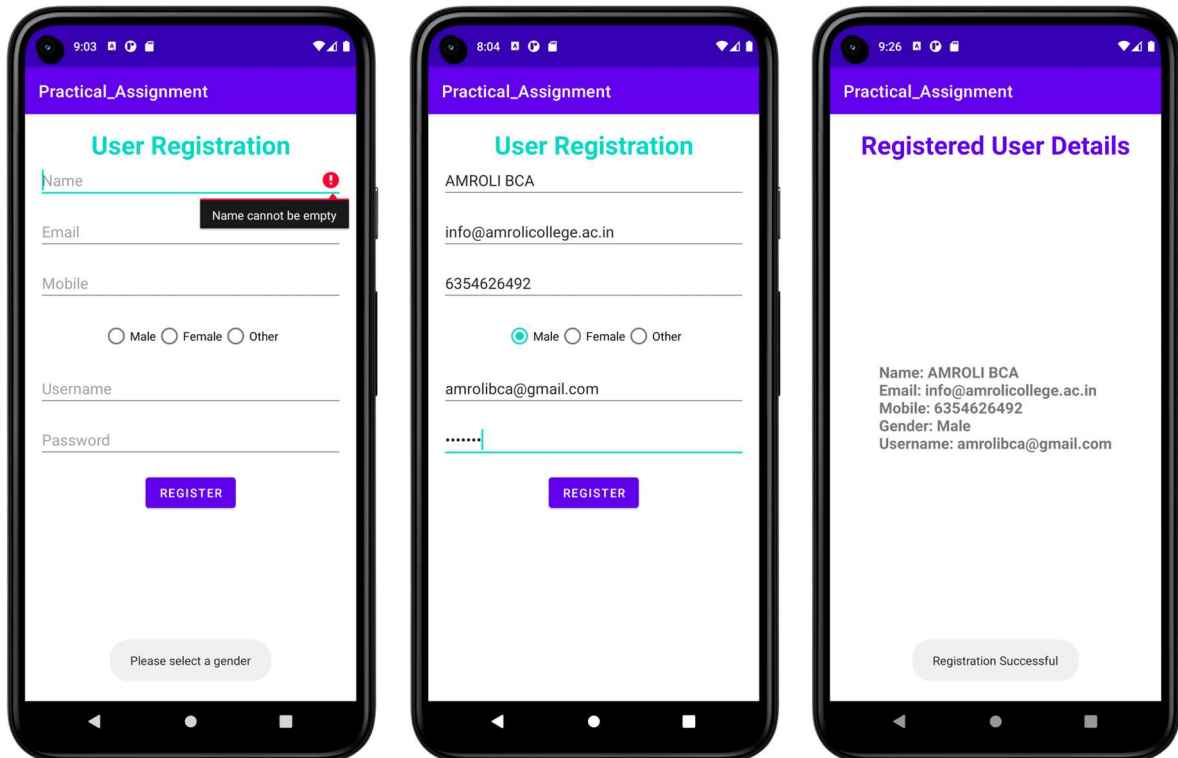 9:03
Practical_Assignment
User Registration
Name
Name cannot be empty
Email
Mobile
Male Female Other
Username
Password
REGISTER
Please select a gender
8:04
Practical_Assignment
User Registration
AMROLI BCA
info@amrolicollege.ac.in
6354626492
Male Female Other
amrolibca@gmail.com
•••••••
REGISTER
9:26
Practical_Assignment
Registered User Details
Name: AMROLI BCA
Email: info@amrolicollege.ac.in
Mobile: 6354626492
Gender: Male
Username: amrolibca@gmail.com
Registration Successful